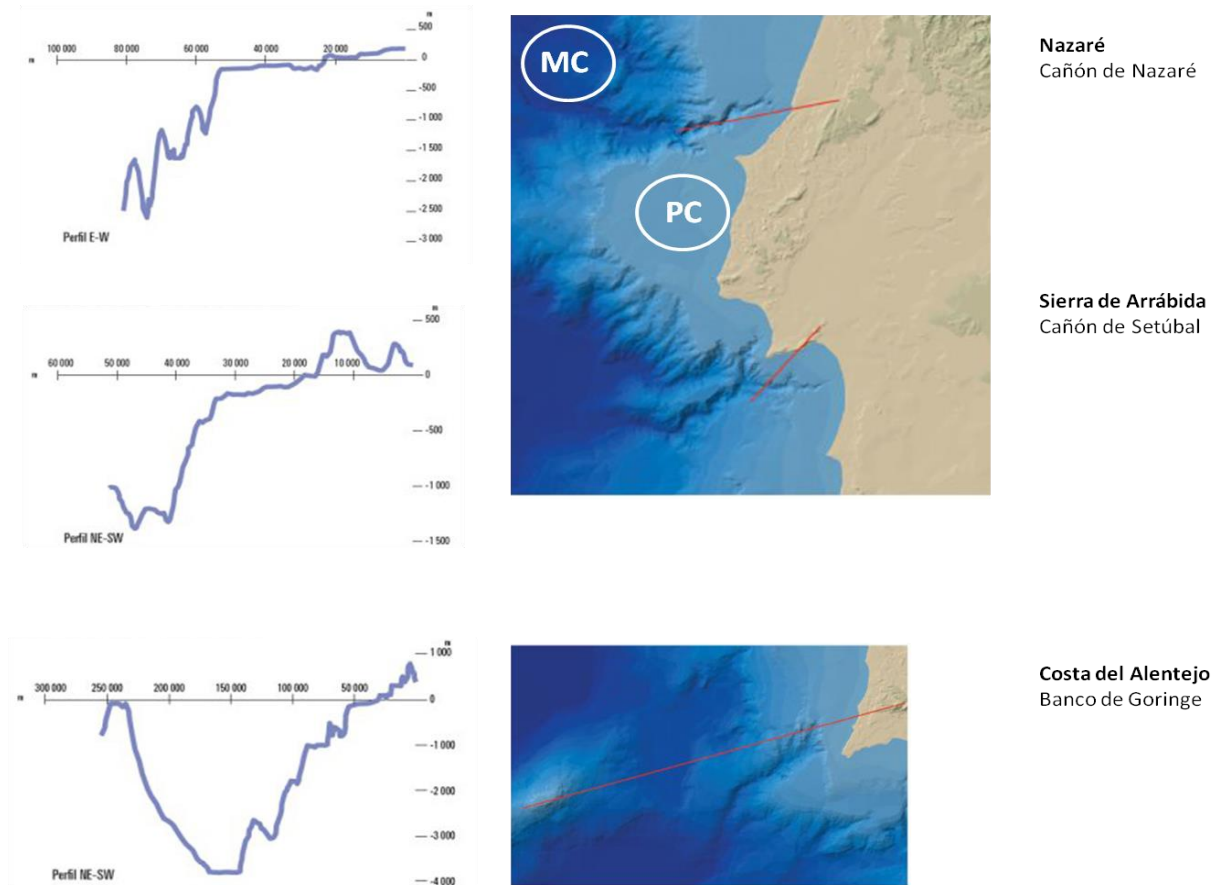 m
500
100 000 80 000 60 000 40 000 20 000
m
0
-500
-1 000
-1 500
-2 000
-2 500
-3 000
Perfil E-W
MC
PC
Nazaré
Cañón de Nazaré
m
500
60 000 50 000 40 000 30 000 20 000 10 000
m
0
-500
-1 000
-1 500
Perfil NE-SW
Sierra de Arrábida
Cañón de Setúbal
m
1 000
300 000 250 000 200 000 150 000 100 000 50 000
m
0
-1 000
-2 000
-3 000
-4 000
Perfil NE-SW
Costa del Alentejo
Banco de Goringe